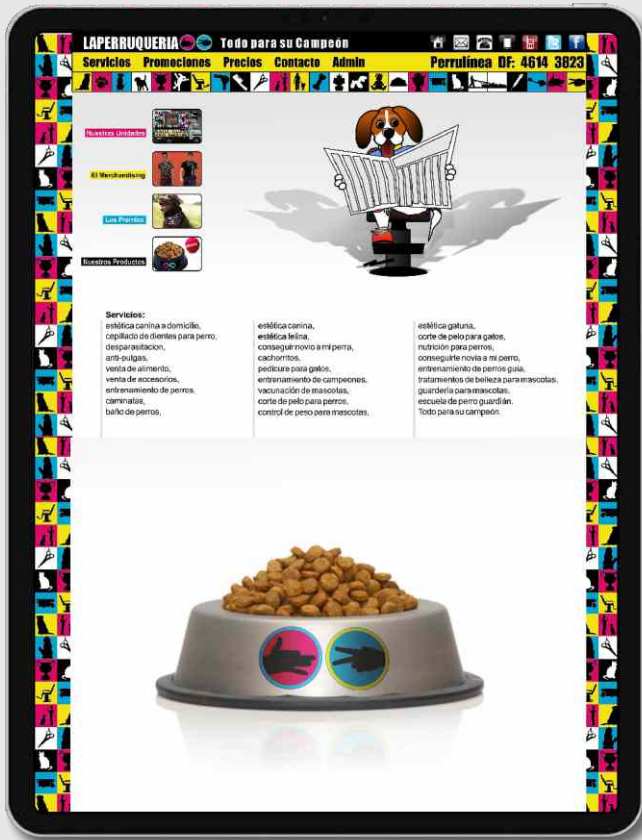 LAPERRUQUERIA Todo para su Campeón
Servicios Promociones Precios Contacto Admin Perrulínea DF: 4614 3823
Nuestras Unidades
El Merchandising
Los Premios
Nuestros Productos
Servicios:
estética canina a domicilio,
cepillado de dientes para perro,
desparasitacion,
anti-pulgas,
venta de alimento,
venta de accesorios,
entrenamiento de perros,
caminatas,
baño de perros,
estética canina,
estética felina,
conseguir novio a mi perra,
cachorritos,
pedicure para gatos,
entrenamiento de campeones,
vacunación de mascotas,
corte de pelo para perros,
control de peso para mascotas,
estética gatuna,
corte de pelo para gatos,
nutrición para perros,
conseguirle novia a mi perro,
entrenamiento de perros guia,
tratamientos de belleza para mascotas,
guardería para mascotas,
escuela de perro guardián.
Todo para su campeón.